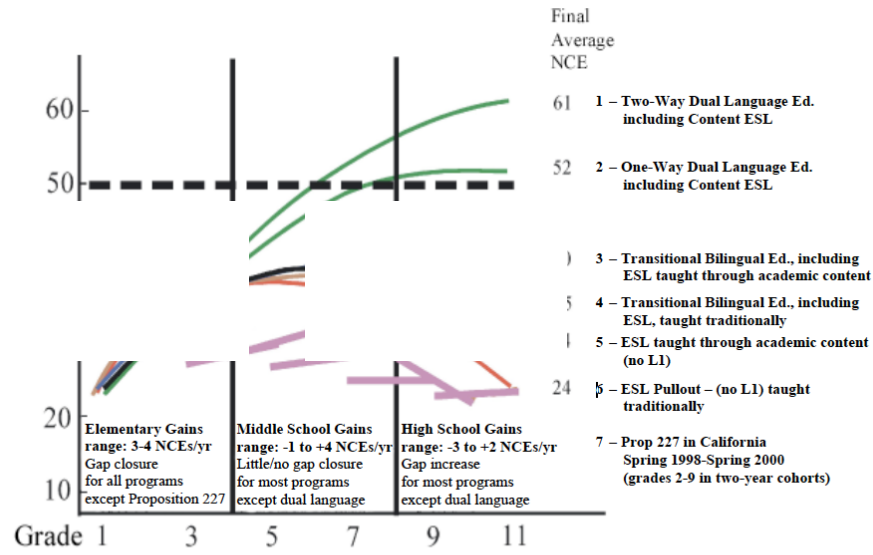 Final
Average
NCE
60
50
20
10
61 1 – Two-Way Dual Language Ed.
including Content ESL
52 2 – One-Way Dual Language Ed.
including Content ESL
3 – Transitional Bilingual Ed., including
ESL taught through academic content
4 – Transitional Bilingual Ed., including
ESL, taught traditionally
5 – ESL taught through academic content
(no L1)
24 – ESL Pullout – (no L1) taught
traditionally
7 – Prop 227 in California
Spring 1998-Spring 2000
(grades 2-9 in two-year cohorts)
Elementary Gains
range: 3-4 NCEs/yr
Gap closure
for all programs
except Proposition 227
Middle School Gains
range: -1 to +4 NCEs/yr
Little/no gap closure
for most programs
except dual language
High School Gains
range: -3 to +2 NCEs/yr
Gap increase
for most programs
except dual language
Grade 1 3 5 7 9 11